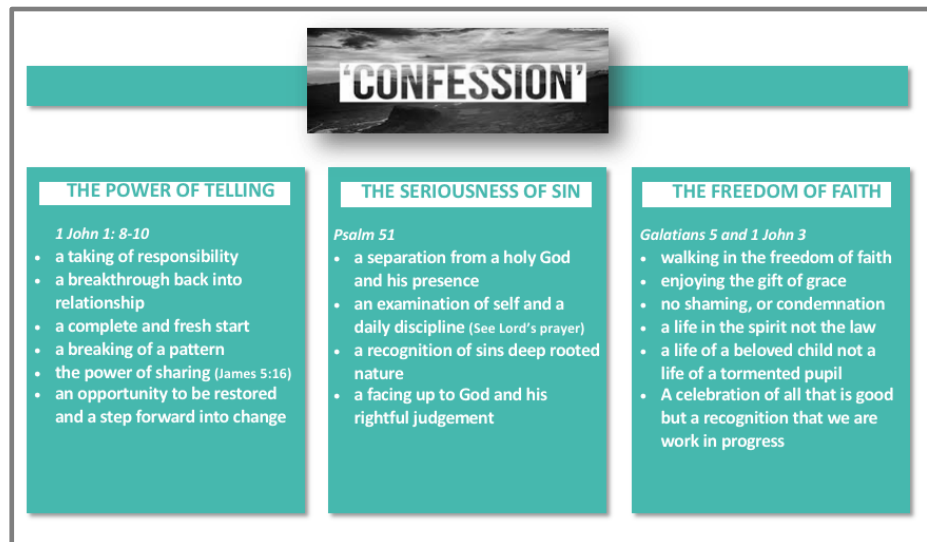 ‘CONFESSION’
THE POWER OF TELLING
1 John 1: 8-10
• a taking of responsibility
• a breakthrough back into
relationship
• a complete and fresh start
• a breaking of a pattern
• the power of sharing (James 5:16)
• an opportunity to be restored
and a step forward into change
THE SERIOUSNESS OF SIN
Psalm 51
• a separation from a holy God
and his presence
• an examination of self and a
daily discipline (See Lord’s prayer)
• a recognition of sins deep rooted
nature
• a facing up to God and his
rightful judgement
THE FREEDOM OF FAITH
Galatians 5 and 1 John 3
• walking in the freedom of faith
• enjoying the gift of grace
• no shaming, or condemnation
• a life in the spirit not the law
• a life of a beloved child not a
life of a tormented pupil
• A celebration of all that is good
but a recognition that we are
work in progress